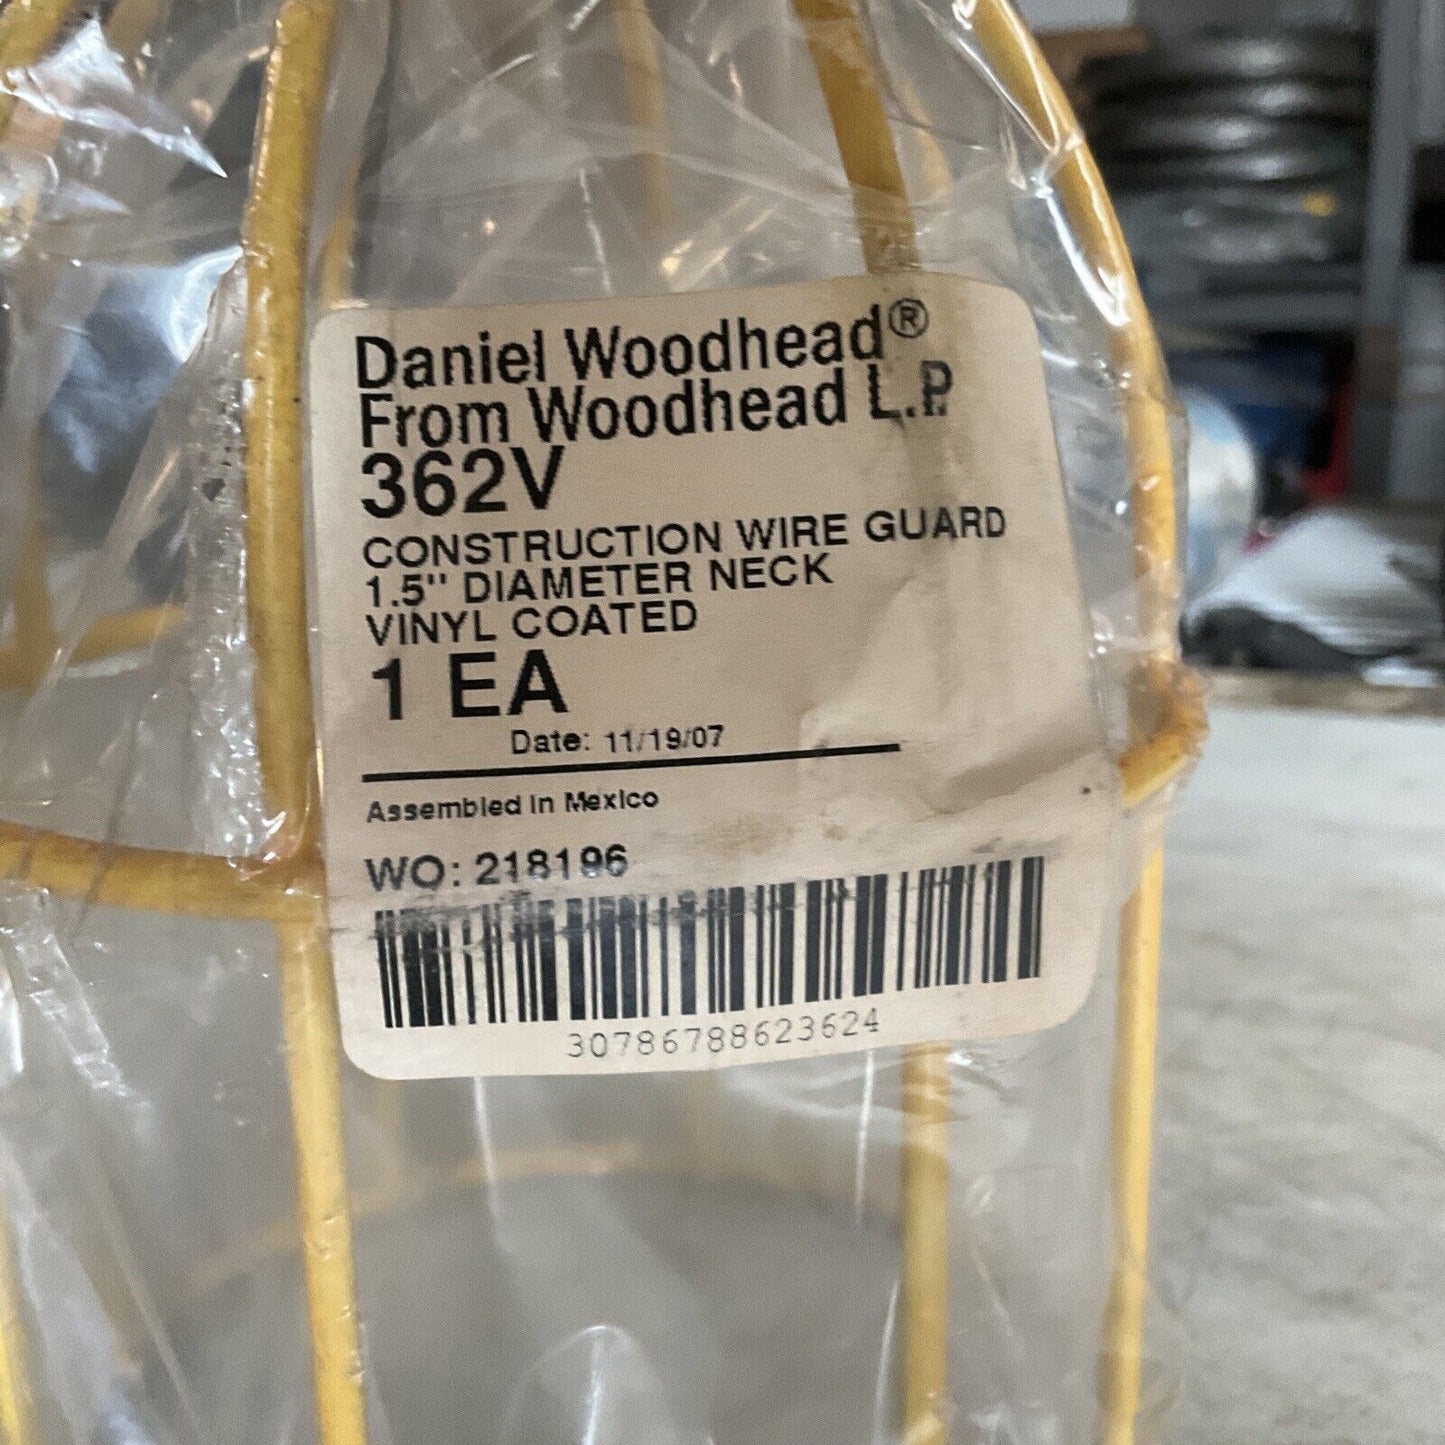 Daniel Woodhead®
From Woodhead L.P.
362V
CONSTRUCTION WIRE GUARD
1.5" DIAMETER NECK
VINYL COATED
1 EA
Date: 11/19/07
Assembled in Mexico
WO: 218196
30786788623624